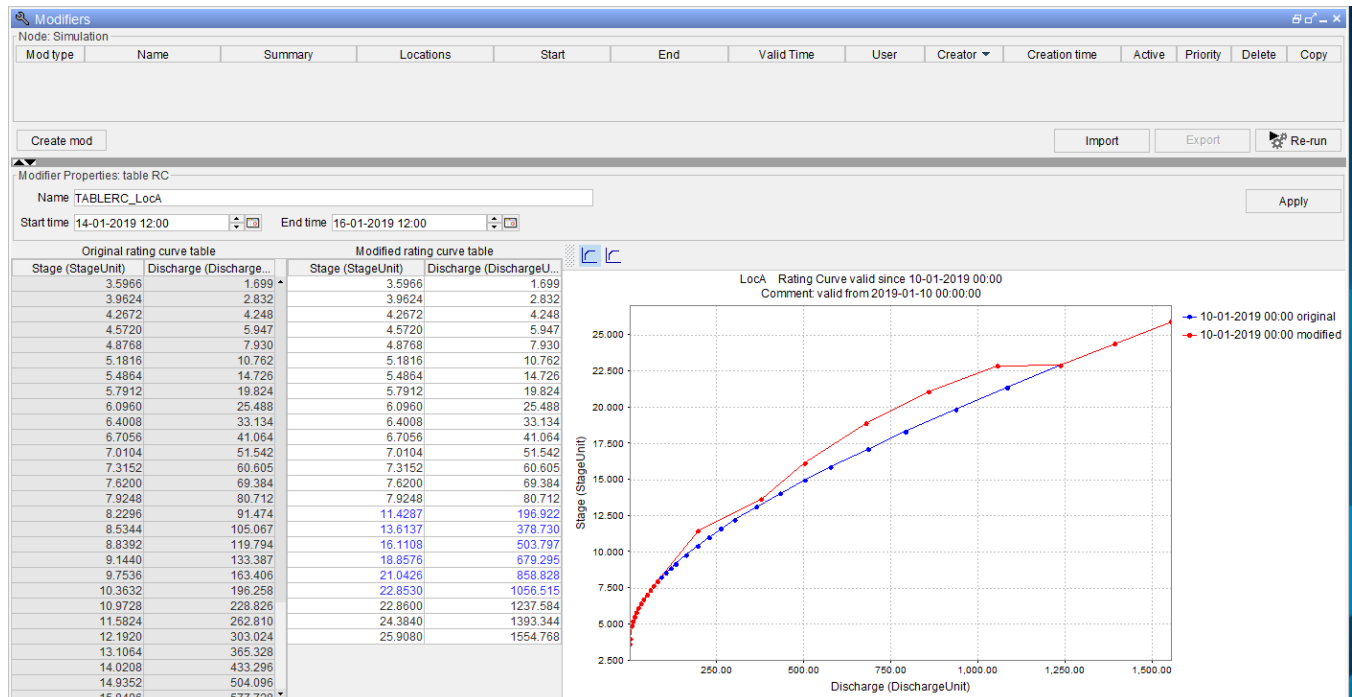 Modifiers
Node: Simulation
Mod type Name Summary Locations Start End Valid Time User Creator Creation time Active Priority Delete Copy
Create mod Import Export Re-run
Modifier Properties: table RC
Name TABLERC_LocA Apply
Start time 14-01-2019 12:00 End time 16-01-2019 12:00
Original rating curve table Modified rating curve table
Stage (StageUnit) Discharge (Discharge... Stage (StageUnit) Discharge (DischargeU...
3.5966 1.699 3.5966 1.699
3.9624 2.832 3.9624 2.832
4.2672 4.248 4.2672 4.248
4.5720 5.947 4.5720 5.947
4.8768 7.930 4.8768 7.930
5.1816 10.762 5.1816 10.762
5.4864 14.726 5.4864 14.726
5.7912 19.824 5.7912 19.824
6.0960 25.488 6.0960 25.488
6.4008 33.134 6.4008 33.134
6.7056 41.064 6.7056 41.064
7.0104 51.542 7.0104 51.542
7.3152 60.605 7.3152 60.605
7.6200 69.384 7.6200 69.384
7.9248 80.712 7.9248 80.712
8.2296 91.474 11.4287 196.922
8.5344 105.067 13.6137 378.730
8.8392 119.794 16.1108 503.797
9.1440 133.387 18.8576 679.295
9.7536 163.406 21.0426 858.828
10.3632 196.258 22.8530 1056.515
10.9728 228.826 22.8600 1237.584
11.5824 262.810 24.3840 1393.344
12.1920 303.024 25.9080 1554.768
13.1064 365.328
14.0208 433.296
14.9352 504.096
LocA Rating Curve valid since 10-01-2019 00:00
Comment: valid from 2019-01-10 00:00:00
10-01-2019 00:00 original
10-01-2019 00:00 modified
Stage (StageUnit)
25.000
22.500
20.000
17.500
15.000
12.500
10.000
7.500
5.000
2.500
250.00 500.00 750.00 1,000.00 1,250.00 1,500.00
Discharge (DischargeUnit)